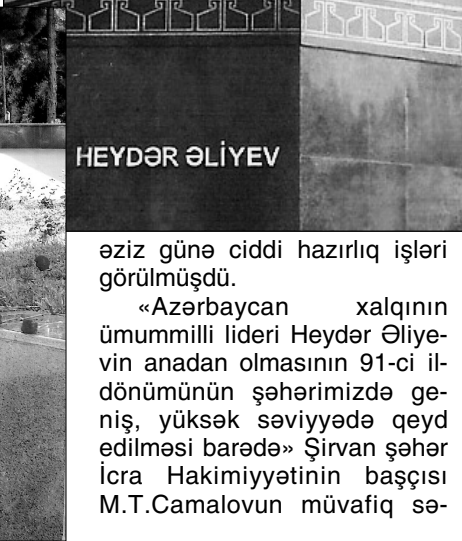 HEYDƏR ƏLİYEV
əziz günə ciddi hazırlıq işləri
görülmüşdü.
«Azərbaycan xalqının
ümummilli lideri Heydər Əliye-
vin anadan olmasının 91-ci il-
dönümünün şəhərimizdə ge-
niş, yüksək səviyyədə qeyd
edilməsi barədə» Şirvan şəhər
İcra Hakimiyyətinin başçısı
M.T.Camalovun müvafiq sə-